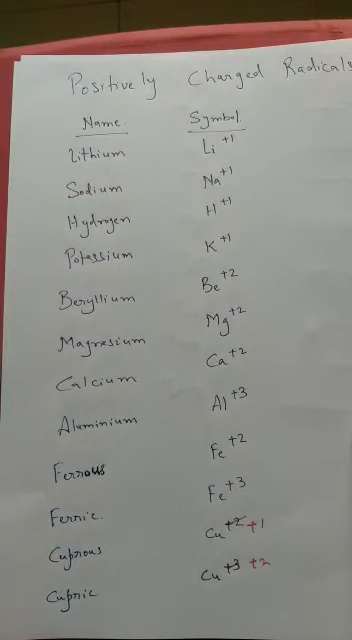 Positively Charged Radicals
Name Symbol
Lithium Li+1
Sodium Na+1
Hydrogen H+1
Potassium K+1
Beryllium Be+2
Magnesium Mg+2
Calcium Ca+2
Aluminium Al+3
Ferrous Fe+2
Ferric. Fe+3
Cuprous Cu+2 +1
Cupric Cu+3 +2